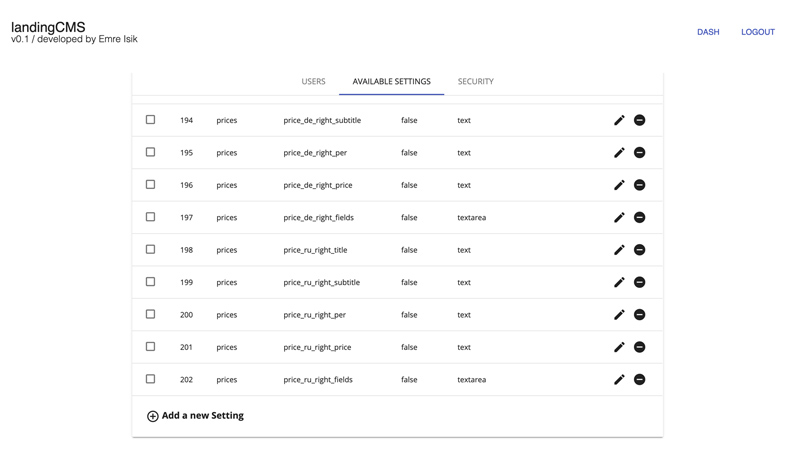 landingCMS
v0.1 / developed by Emre Isik
DASH LOGOUT
USERS AVAILABLE SETTINGS SECURITY
194 prices price_de_right_subtitle false text
195 prices price_de_right_per false text
196 prices price_de_right_price false text
197 prices price_de_right_fields false textarea
198 prices price_ru_right_title false text
199 prices price_ru_right_subtitle false text
200 prices price_ru_right_per false text
201 prices price_ru_right_price false text
202 prices price_ru_right_fields false textarea
Add a new Setting